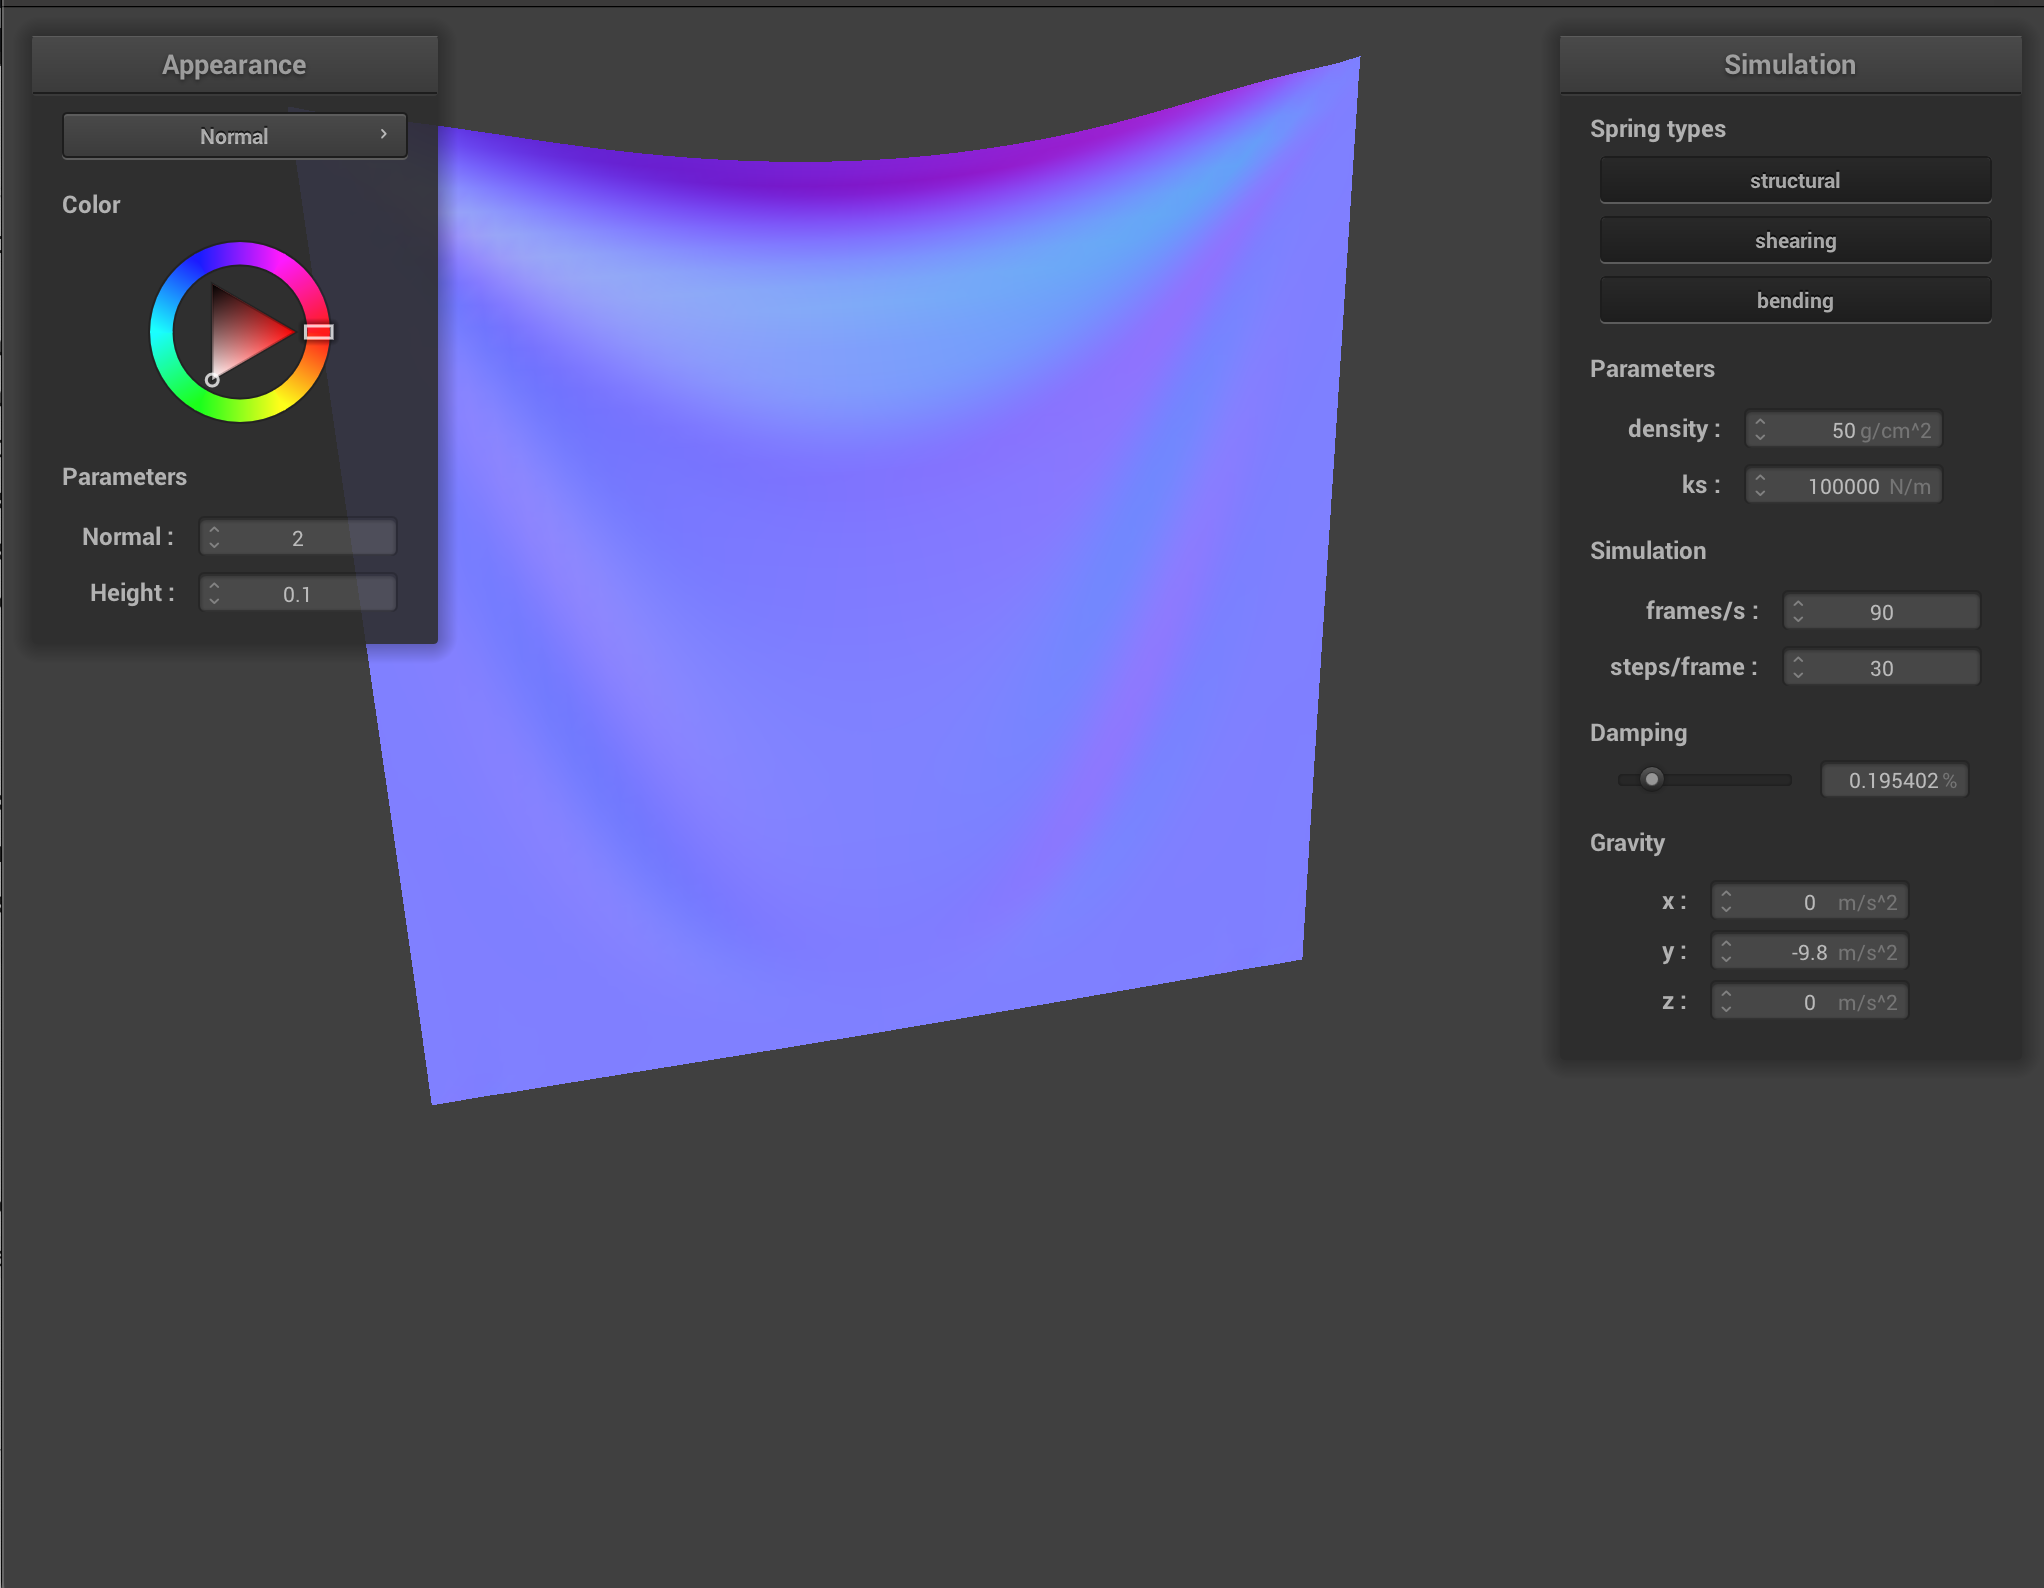 Appearance
Normal
Color
Parameters
Normal : 2
Height : 0.1
Simulation
Spring types
structural
shearing
bending
Parameters
density : 50 g/cm^2
ks : 100000 N/m
Simulation
frames/s : 90
steps/frame : 30
Damping
0.195402 %
Gravity
x : 0 m/s^2
y : -9.8 m/s^2
z : 0 m/s^2